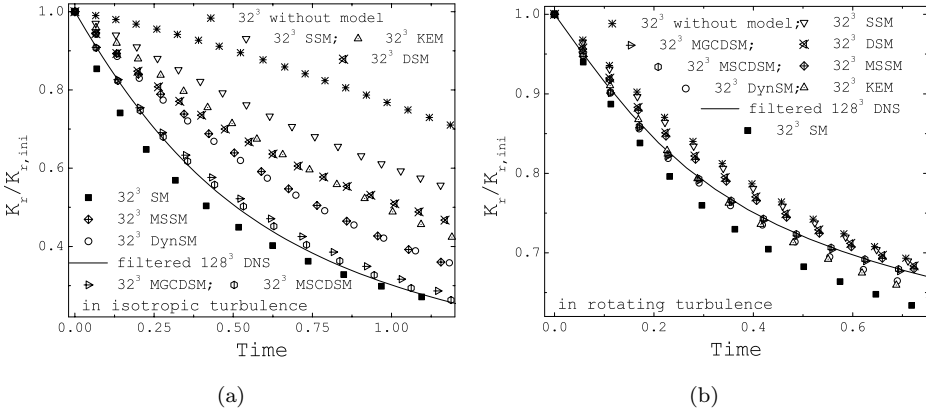 1.0
0.8
0.6
0.4
K_r/K_{r,ini}
32³ without model
32³ SSM; 32³ KEM
32³ DSM
32³ SM
32³ MSSM
32³ DynSM
filtered 128³ DNS
32³ MGCDSM; 32³ MSCDSM
in isotropic turbulence
0.00 0.25 0.50 0.75 1.00
Time
(a)
1.0
0.9
0.8
0.7
K_r/K_{r,ini}
32³ without model; 32³ SSM
32³ MGCDSM; 32³ DSM
32³ MSCDSM; 32³ MSSM
32³ DynSM; 32³ KEM
filtered 128³ DNS
32³ SM
in rotating turbulence
0.0 0.2 0.4 0.6
Time
(b)